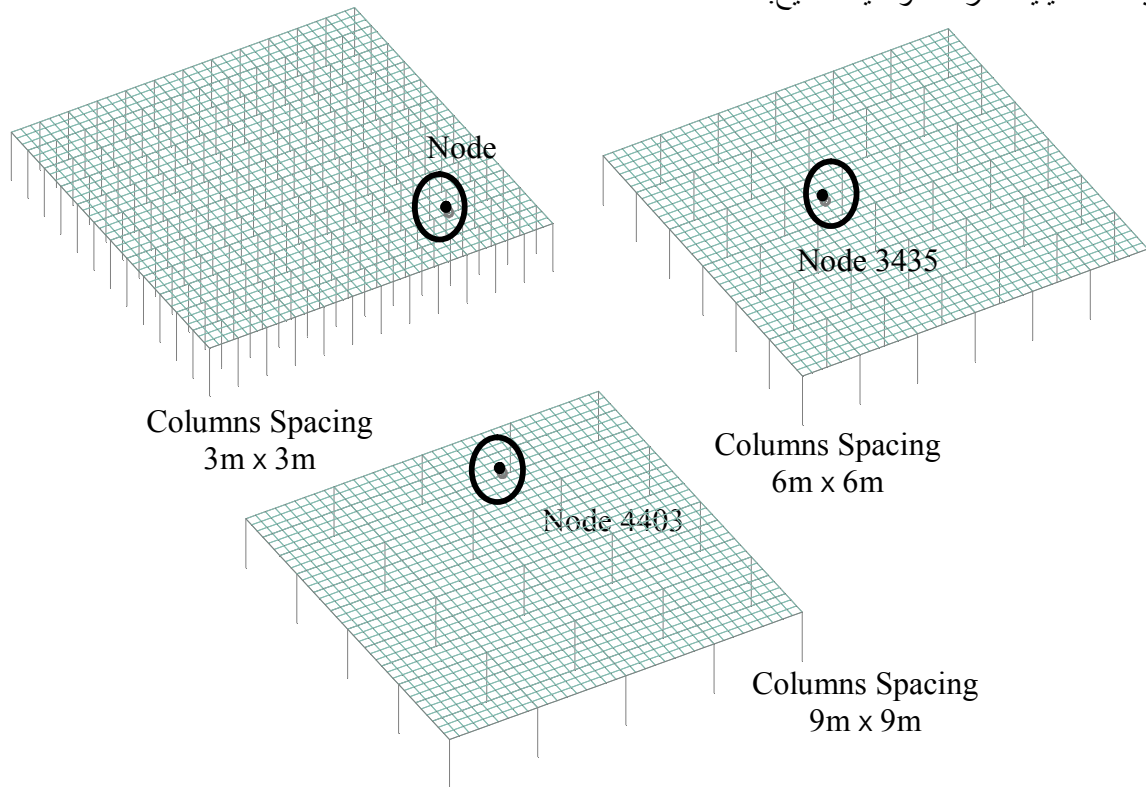 Node
Node 3435
Columns Spacing
3m x 3m
Columns Spacing
6m x 6m
Node 4403
Columns Spacing
9m x 9m